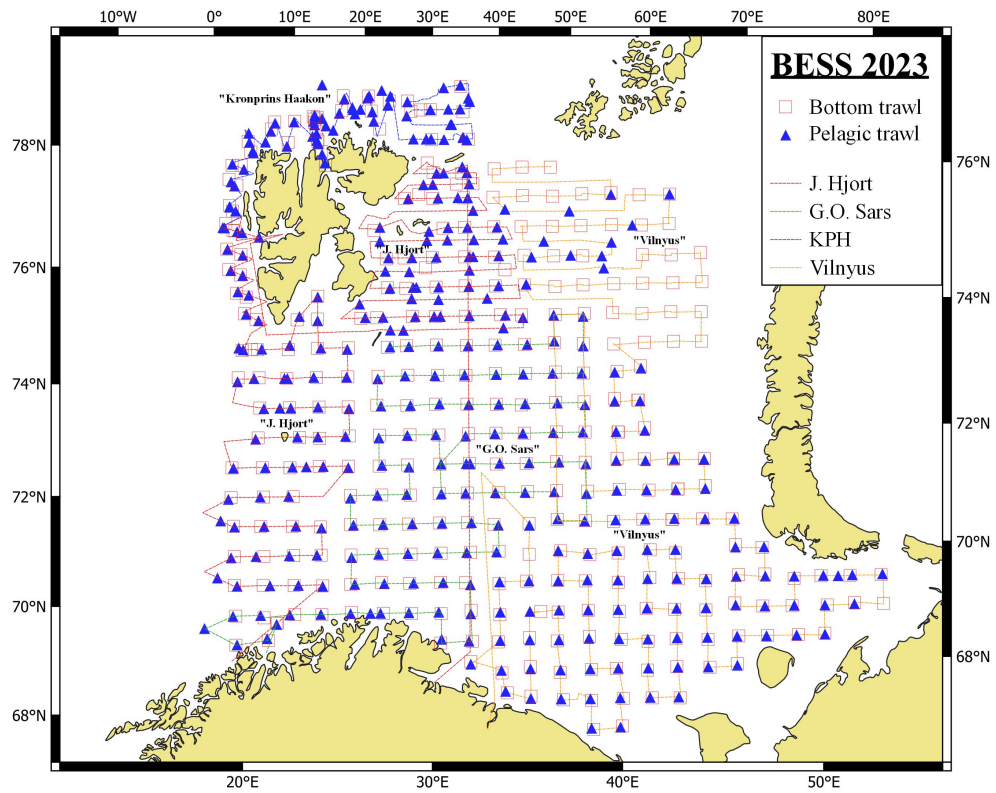 10°W 0° 10°E 20°E 30°E 40°E 50°E 60°E 70°E 80°E
BESS 2023
Bottom trawl
Pelagic trawl
J. Hjort
G.O. Sars
KPH
Vilnyus
"Kronprins Haakon"
78°N
76°N
"Vilnyus"
"J. Hjort"
76°N
74°N
74°N
72°N
"J. Hjort"
"G.O. Sars"
72°N
"Vilnyus"
70°N
70°N
68°N
68°N
20°E 30°E 40°E 50°E